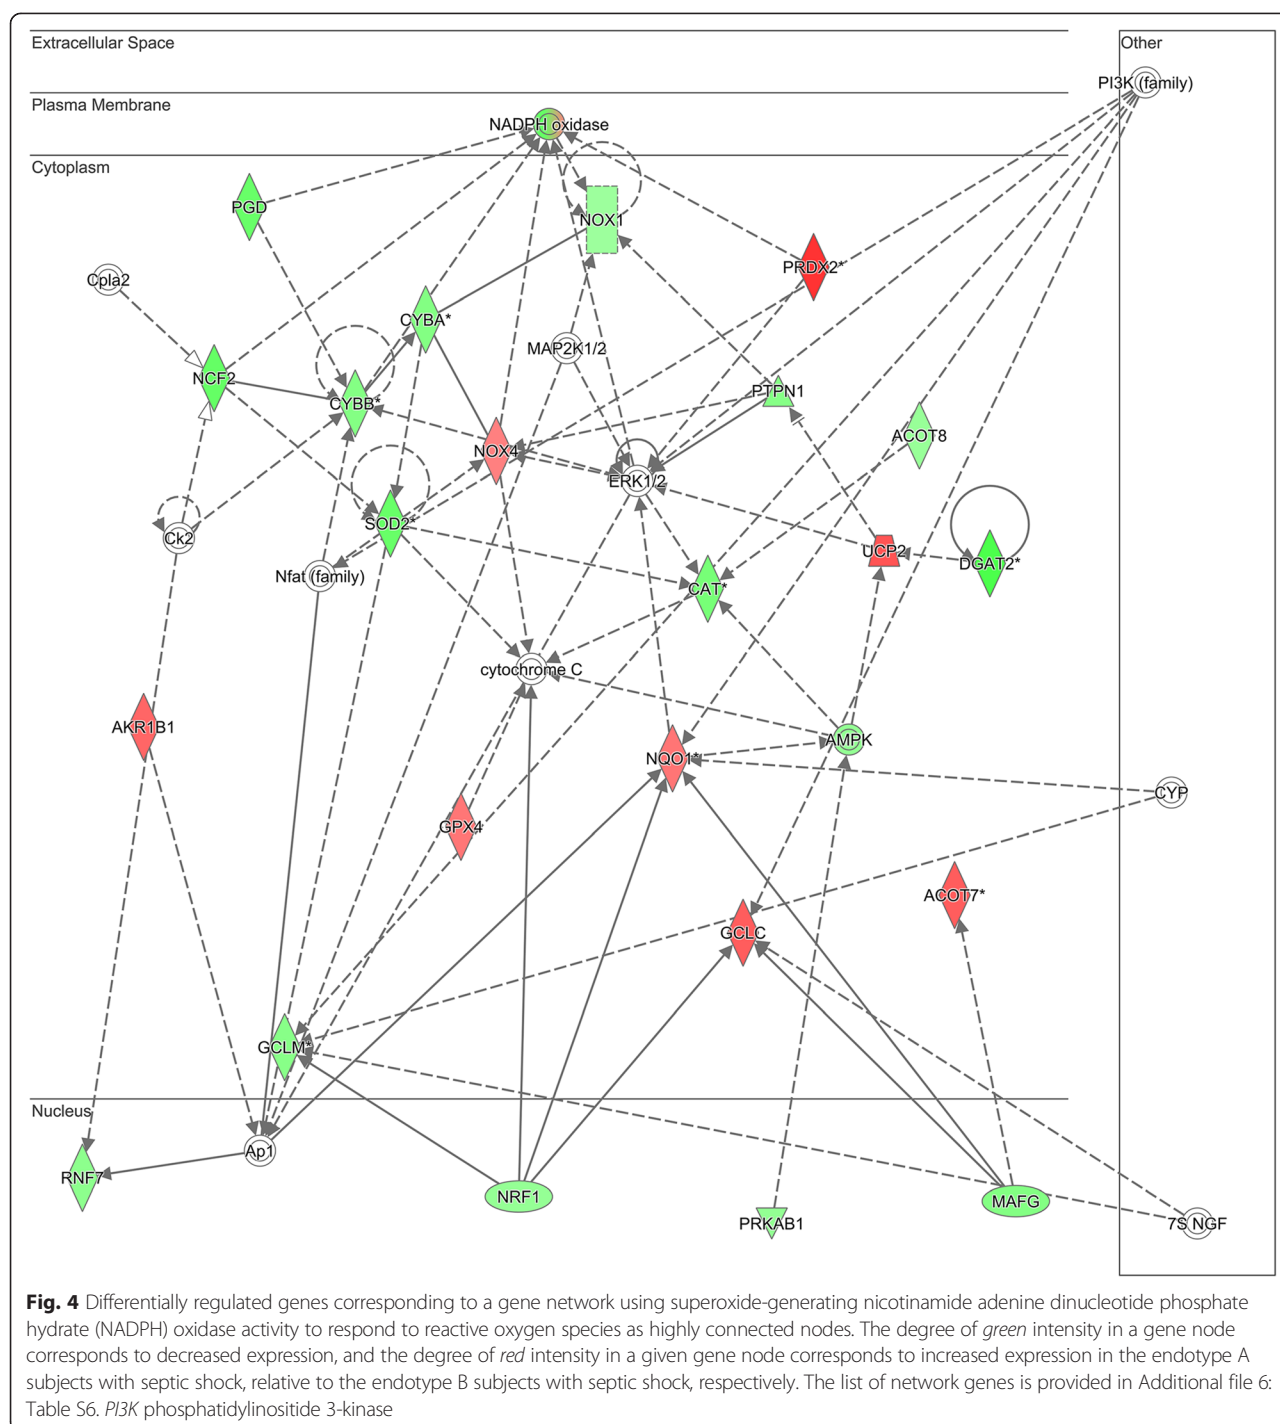 Extracellular Space
Other
PI3K (family)
Plasma Membrane
NADPH oxidase
Cytoplasm
PGD
NOX1
PRDX2*
Cpla2
CYBA*
MAP2K1/2
NCF2
CYBB*
PTPN1
ACOT8
NOX4
ERK1/2
SOD2*
Ck2
UCP2
DGAT2*
Nfat (family)
CAT*
cytochrome C
AKR1B1
AMPK
NQO1*
CYP
GPX4
ACOT7*
GCLC
GCLM*
Nucleus
Ap1
RNF7
NRF1
MAFG
PRKAB1
7S NGF
Fig. 4 Differentially regulated genes corresponding to a gene network using superoxide-generating nicotinamide adenine dinucleotide phosphate
hydrate (NADPH) oxidase activity to respond to reactive oxygen species as highly connected nodes. The degree of green intensity in a gene node
corresponds to decreased expression, and the degree of red intensity in a given gene node corresponds to increased expression in the endotype A
subjects with septic shock, relative to the endotype B subjects with septic shock, respectively. The list of network genes is provided in Additional file 6:
Table S6. PI3K phosphatidylinositide 3-kinase